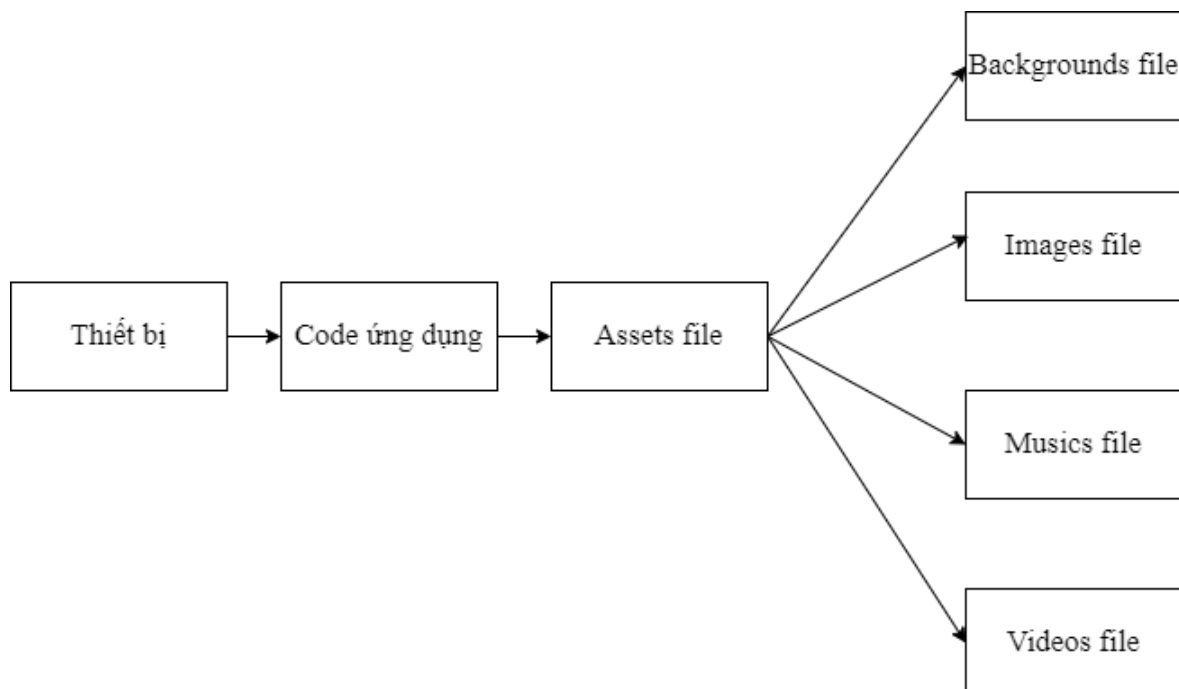 Backgrounds file
Images file
Thiết bị
Code ứng dụng
Assets file
Musics file
Videos file